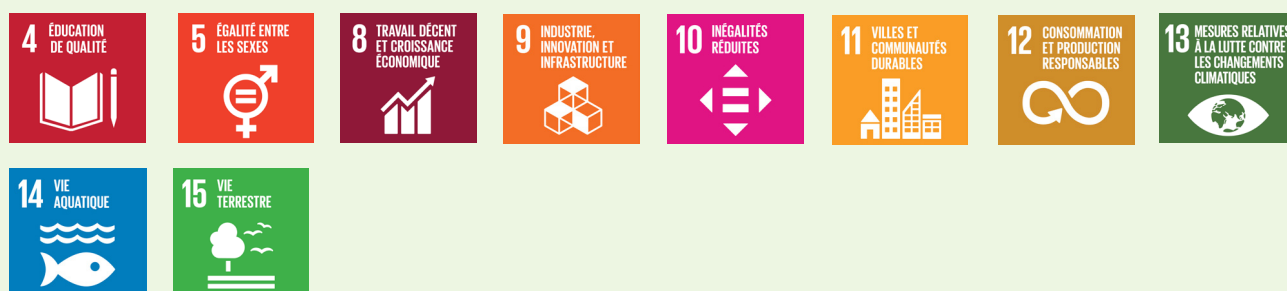 4 ÉDUCATION
DE QUALITÉ
5 ÉGALITÉ ENTRE
LES SEXES
8 TRAVAIL DÉCENT
ET CROISSANCE
ÉCONOMIQUE
9 INDUSTRIE,
INNOVATION ET
INFRASTRUCTURE
10 INÉGALITÉS
RÉDUITES
11 VILLES ET
COMMUNAUTÉS
DURABLES
12 CONSOMMATION
ET PRODUCTION
RESPONSABLES
13 MESURES RELATIVES
À LA LUTTE CONTRE
LES CHANGEMENTS
CLIMATIQUES
14 VIE
AQUATIQUE
15 VIE
TERRESTRE